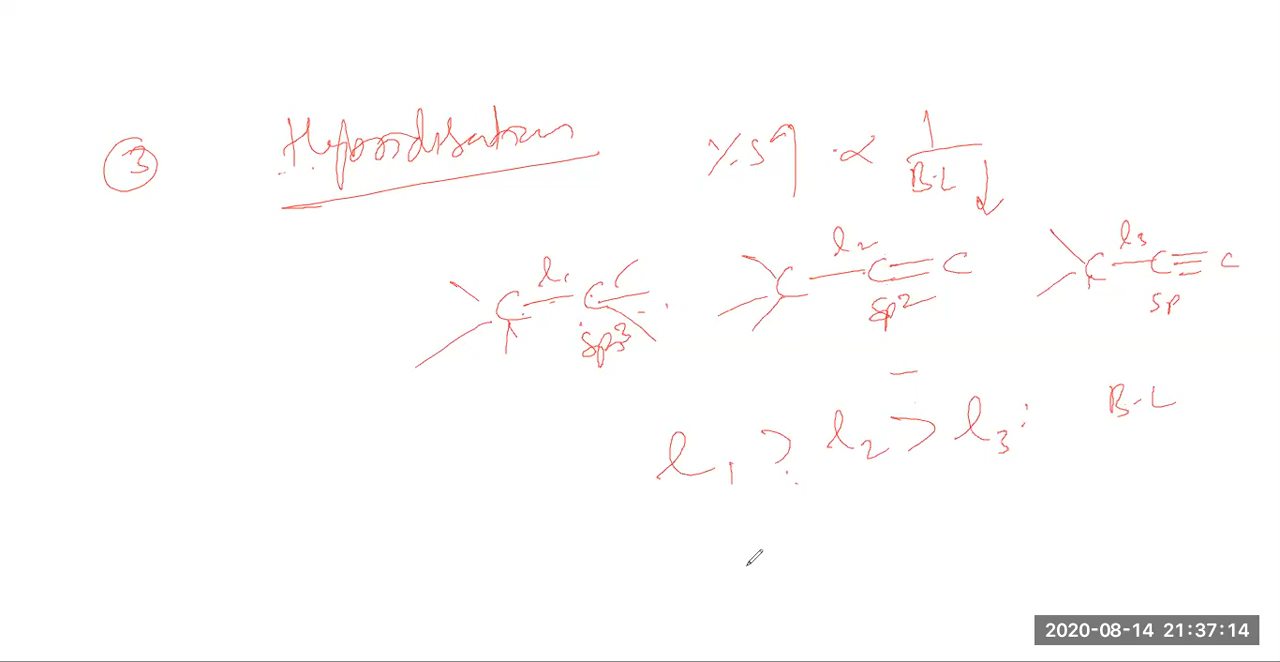 ③ Hybridisation %S↑ ∝ 1/B.L↓
l1 l2 l3
C–C C–C=C C–C≡C
sp3 sp2 sp
B.L
l1 > l2 > l3
2020-08-14 21:37:14